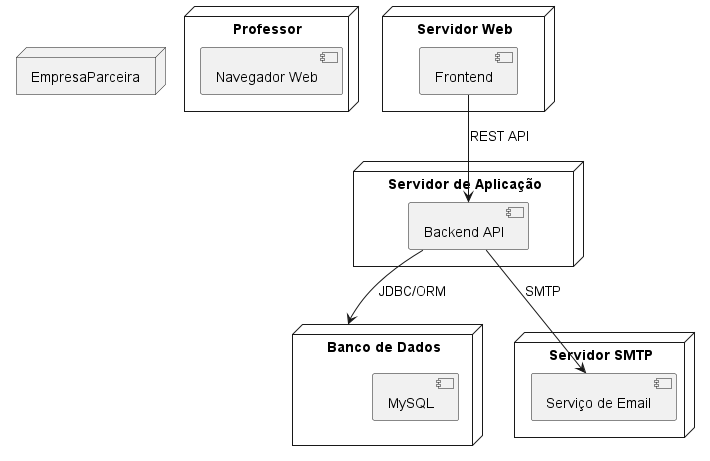 Professor
Servidor Web
EmpresaParceira
Navegador Web
Frontend
REST API
Servidor de Aplicação
Backend API
JDBC/ORM
SMTP
Banco de Dados
Servidor SMTP
MySQL
Serviço de Email